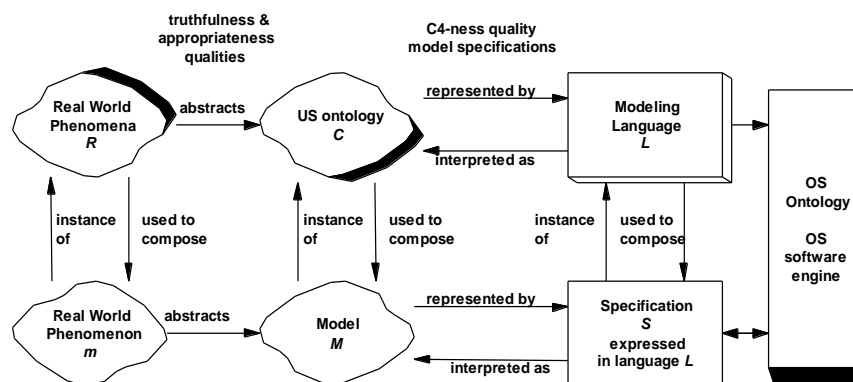 truthfulness &
appropriateness
qualities
C4-ness quality
model specifications
Real World
Phenomena
R
abstracts
US ontology
C
represented by
interpreted as
Modeling
Language
L
OS
Ontology
OS
software
engine
instance
of
used to
compose
instance
of
used to
compose
instance
of
used to
compose
Real World
Phenomenon
m
abstracts
Model
M
represented by
interpreted as
Specification
S
expressed
in language L